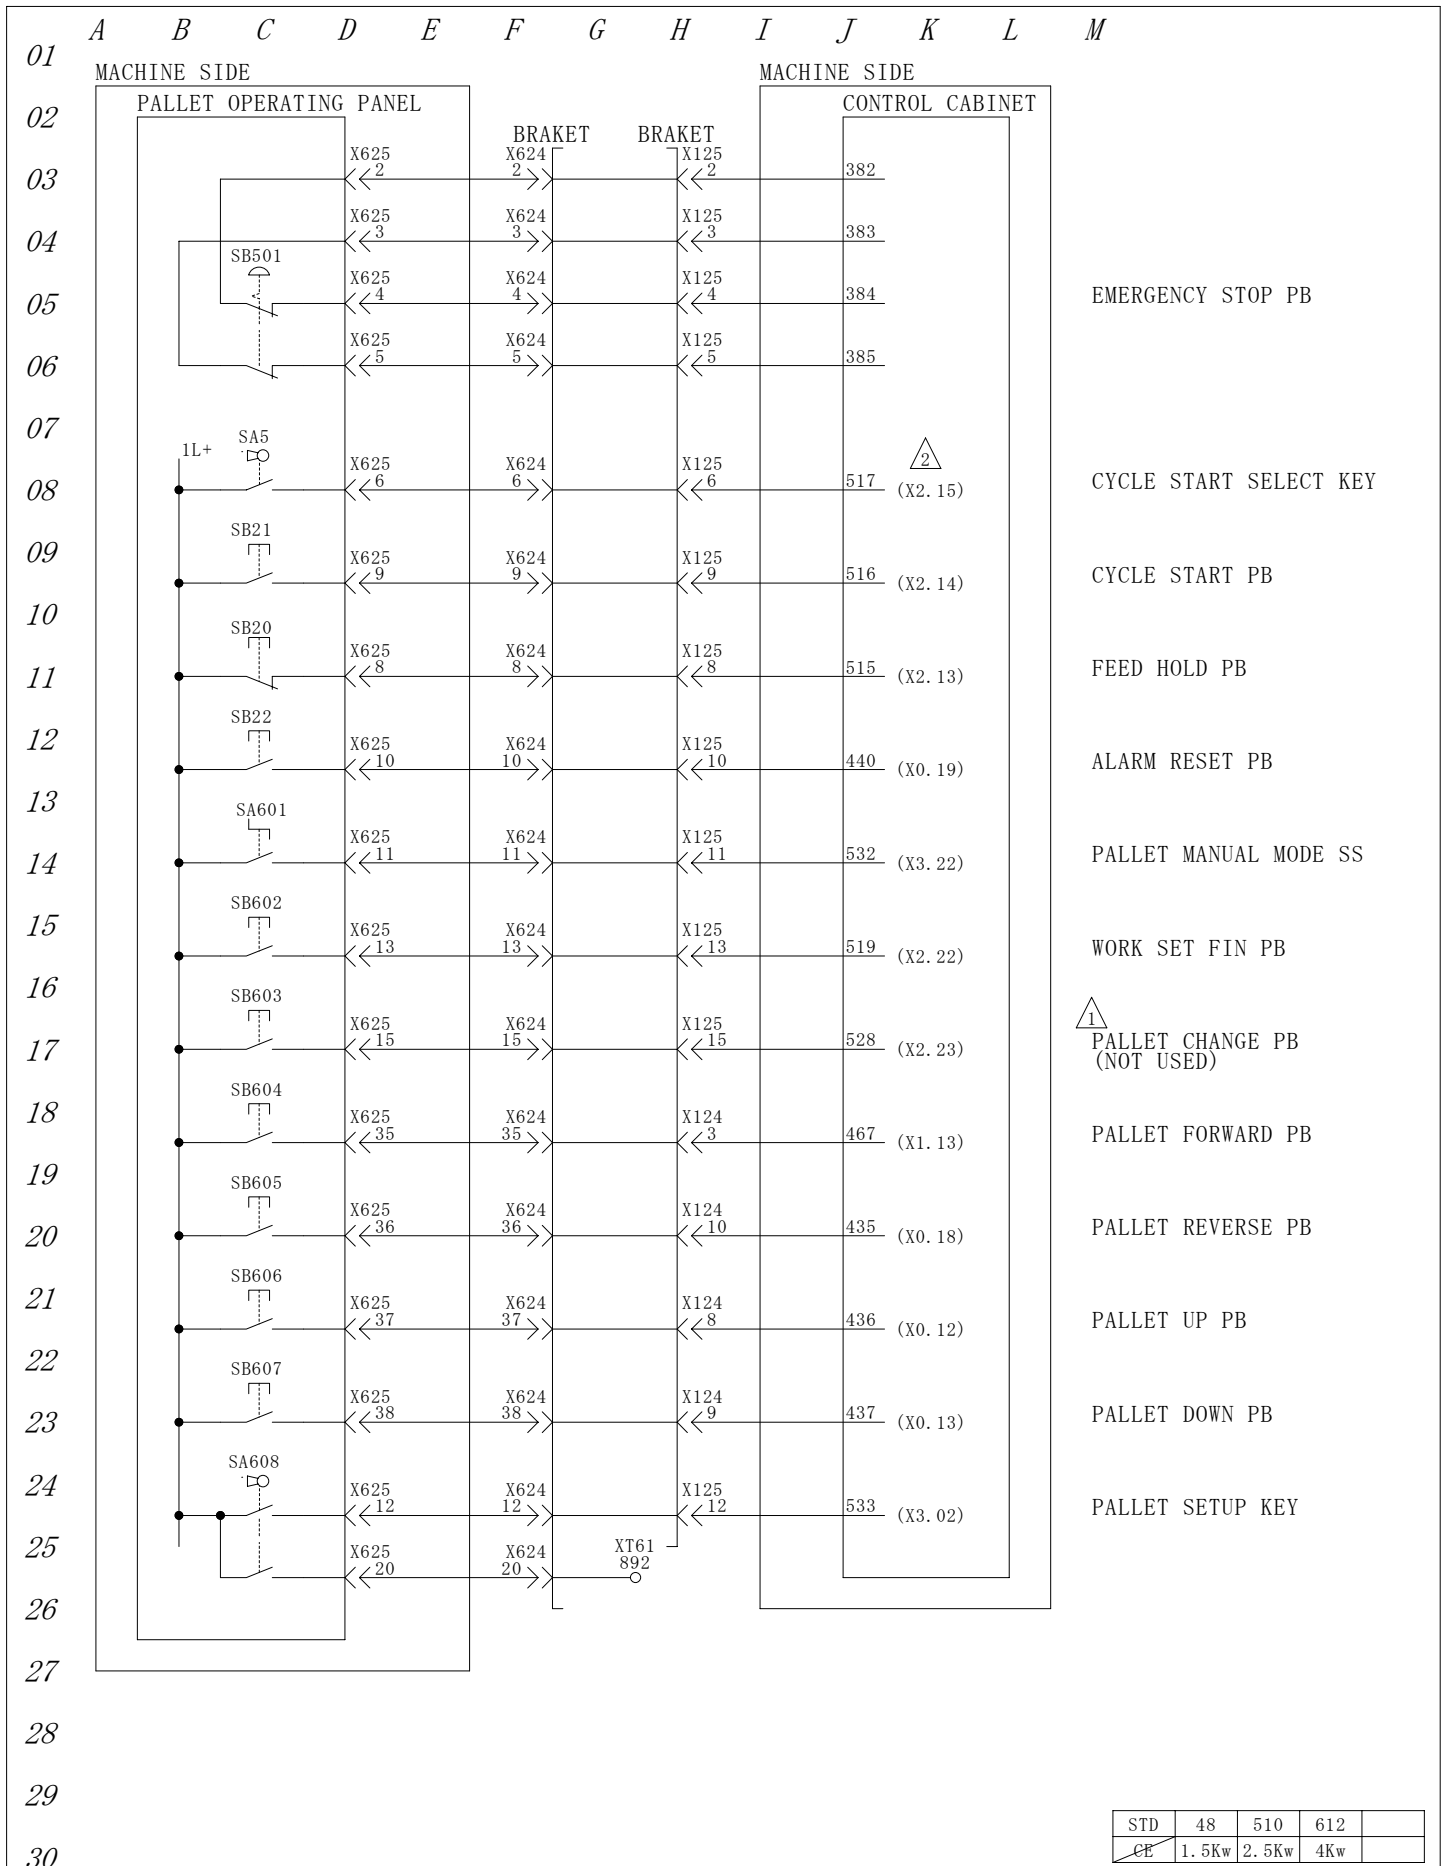 A B C D E F G H I J K L M
01
MACHINE SIDE MACHINE SIDE
02 PALLET OPERATING PANEL CONTROL CABINET
BRAKET BRAKET
X625 X624 X125
03 2 2 2 382
X625 X624 X125
04 3 3 3 383
SB501
X625 X624 X125
05 4 4 4 384 EMERGENCY STOP PB
X625 X624 X125
06 5 5 5 385
07
1L+ SA5 2
X625 X624 X125
08 6 6 6 517 (X2.15) CYCLE START SELECT KEY
SB21
09 X625 X624 X125
9 9 9 516 (X2.14) CYCLE START PB
10
SB20
X625 X624 X125
11 8 8 8 515 (X2.13) FEED HOLD PB
SB22
12 X625 X624 X125
10 10 10 440 (X0.19) ALARM RESET PB
13
SA601
X625 X624 X125
14 11 11 11 532 (X3.22) PALLET MANUAL MODE SS
SB602
15 X625 X624 X125
13 13 13 519 (X2.22) WORK SET FIN PB
16
SB603
1
X625 X624 X125
17 15 15 15 528 (X2.23) PALLET CHANGE PB
(NOT USED)
SB604
18 X625 X624 X124
35 35 3 467 (X1.13) PALLET FORWARD PB
19
SB605
X625 X624 X124
20 36 36 10 435 (X0.18) PALLET REVERSE PB
SB606
21 X625 X624 X124
37 37 8 436 (X0.12) PALLET UP PB
22
SB607
X625 X624 X124
23 38 38 9 437 (X0.13) PALLET DOWN PB
SA608
24 X625 X624 X125
12 12 12 533 (X3.02) PALLET SETUP KEY
25 X625 X624 XT61
20 20 892
26
27
28
29
STD 48 510 612
30 CE 1.5Kw 2.5Kw 4Kw